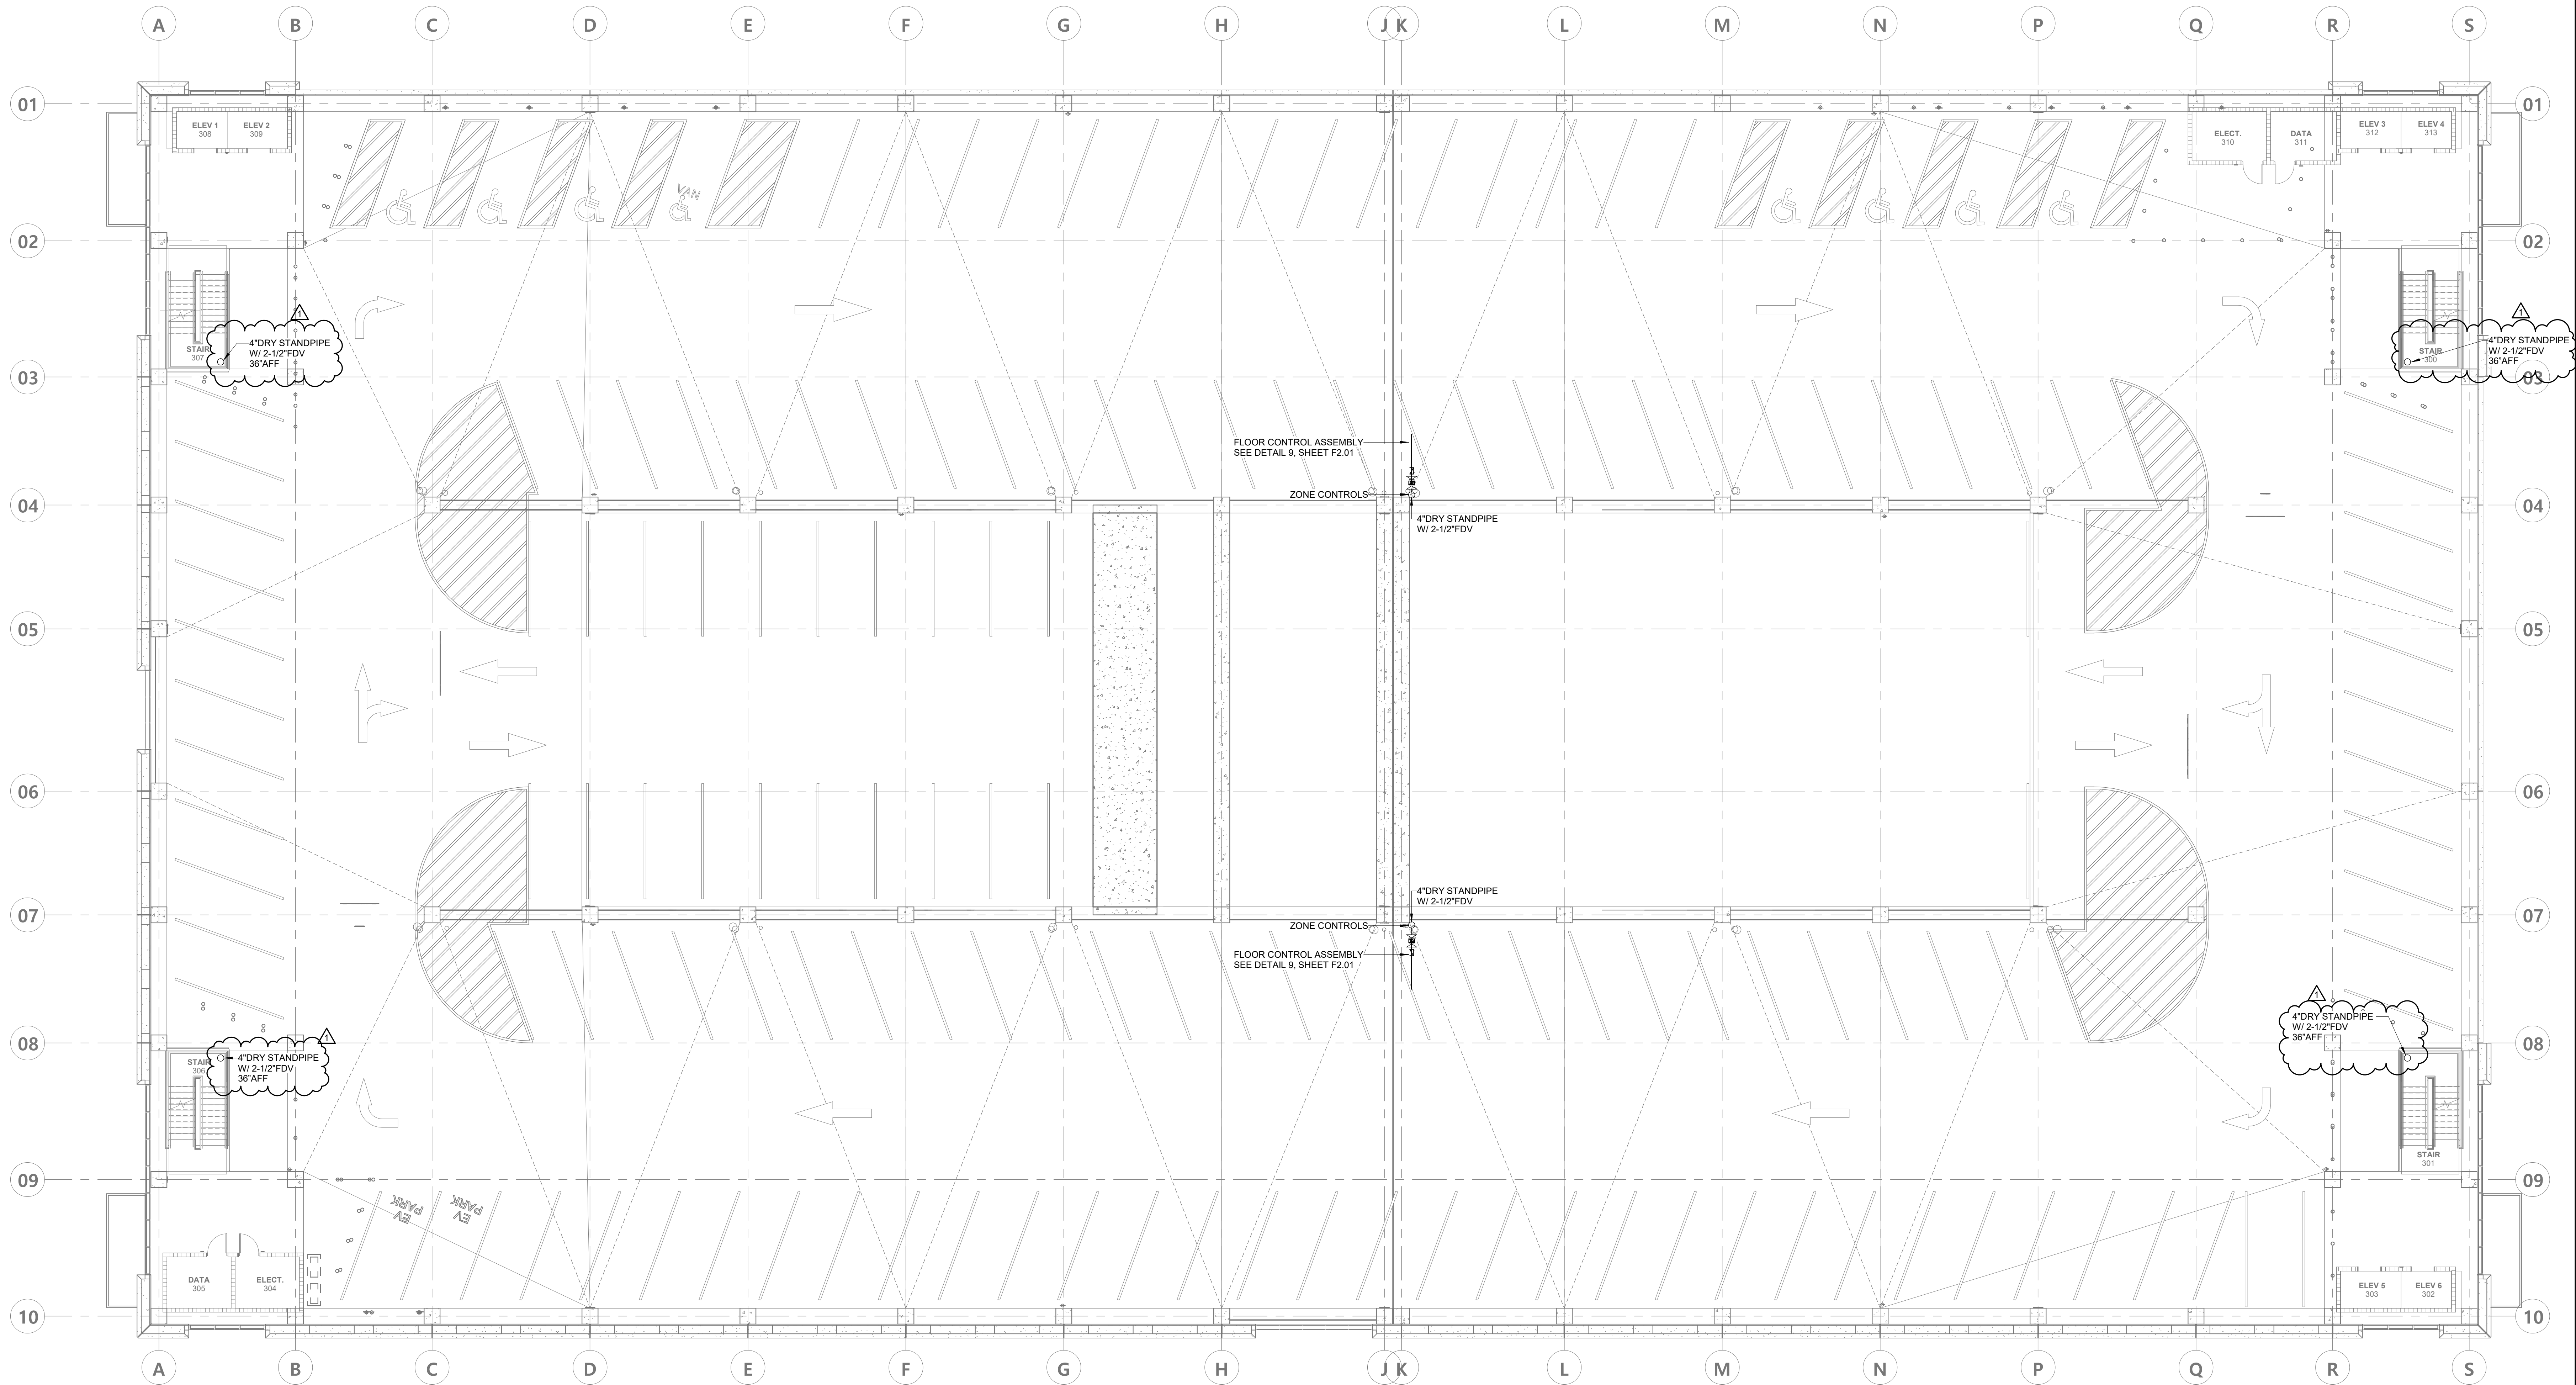 A B C D E F G H J K L M N P Q R S
01 01
ELEV 1
308
ELEV 2
309
ELECT.
310
DATA
311
ELEV 3
312
ELEV 4
313
VAN
02 02
1
4"DRY STANDPIPE
W/ 2-1/2"FDV
36"AFF
STAIR
307
1
4"DRY STANDPIPE
W/ 2-1/2"FDV
36"AFF
STAIR
300
03 03
FLOOR CONTROL ASSEMBLY
SEE DETAIL 9, SHEET F2.01
ZONE CONTROLS
04 04
4"DRY STANDPIPE
W/ 2-1/2"FDV
05 05
06 06
4"DRY STANDPIPE
W/ 2-1/2"FDV
07 07
ZONE CONTROLS
FLOOR CONTROL ASSEMBLY
SEE DETAIL 9, SHEET F2.01
1
4"DRY STANDPIPE
W/ 2-1/2"FDV
36"AFF
08 08
1
STAIR
306
4"DRY STANDPIPE
W/ 2-1/2"FDV
36"AFF
STAIR
301
09 09
EV
PARK
EV
PARK
DATA
305
ELECT.
304
ELEV 5
303
ELEV 6
302
10 10
A B C D E F G H J K L M N P Q R S